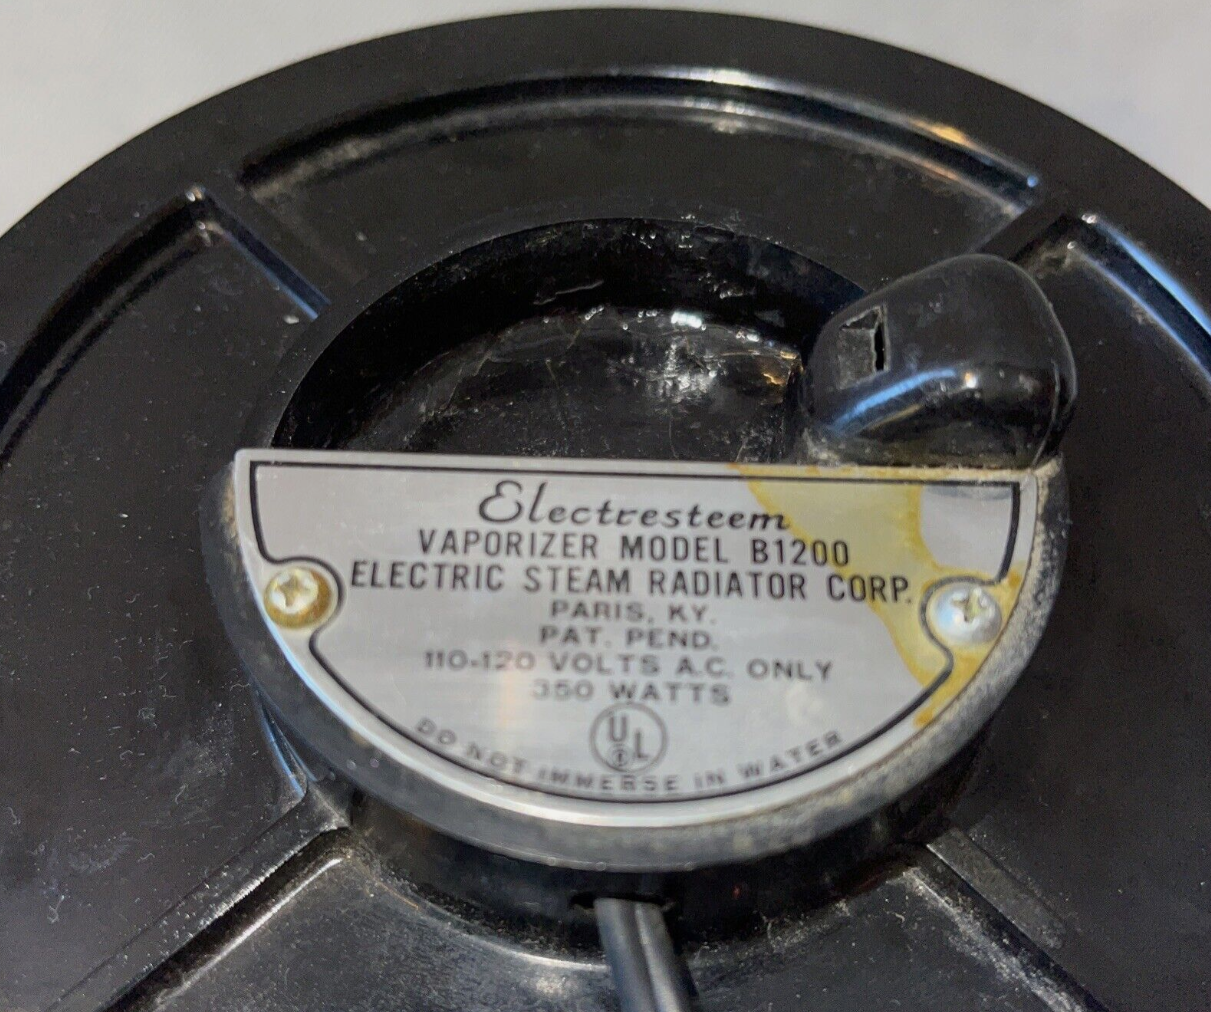 Electresteem
VAPORIZER MODEL B1200
ELECTRIC STEAM RADIATOR CORP.
PARIS, KY.
PAT. PEND.
110-120 VOLTS A.C. ONLY
350 WATTS
UL
®
DO NOT IMMERSE IN WATER